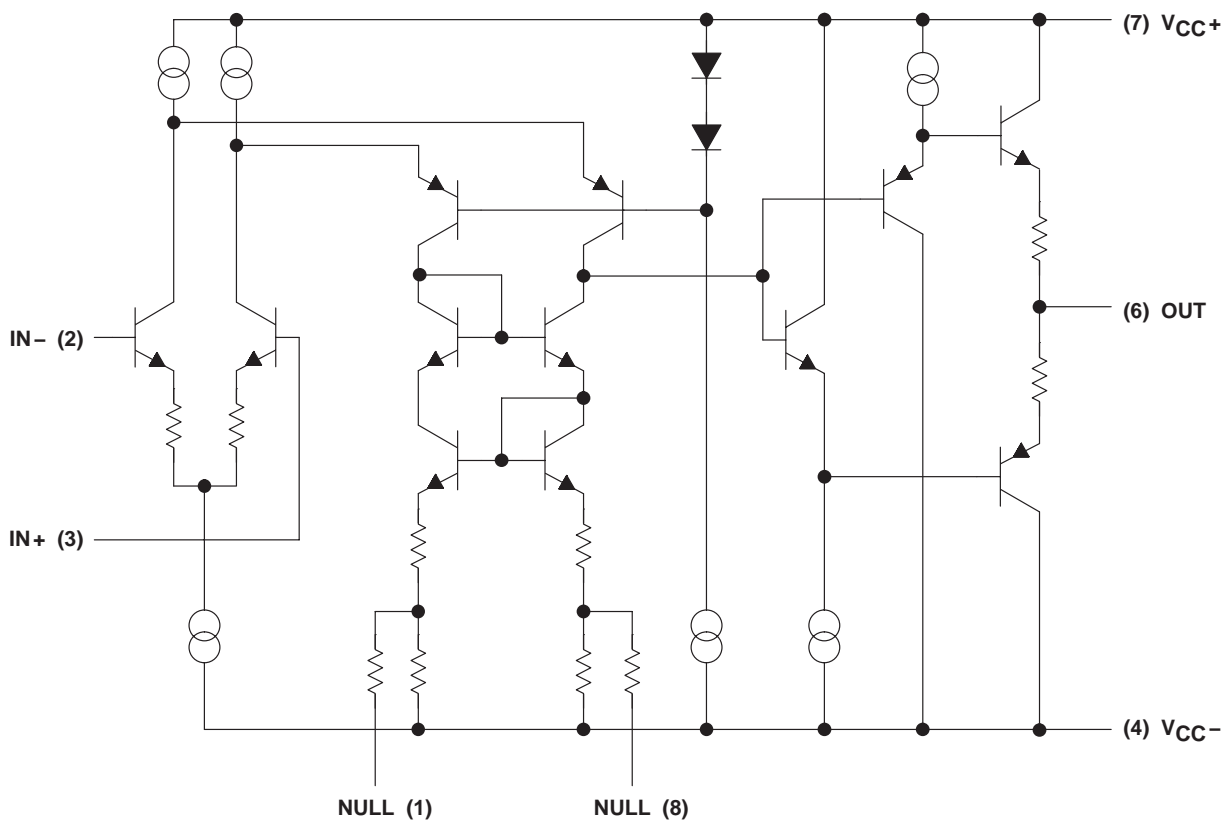 (7) VCC+
IN− (2)
(6) OUT
IN+ (3)
(4) VCC−
NULL (1)
NULL (8)